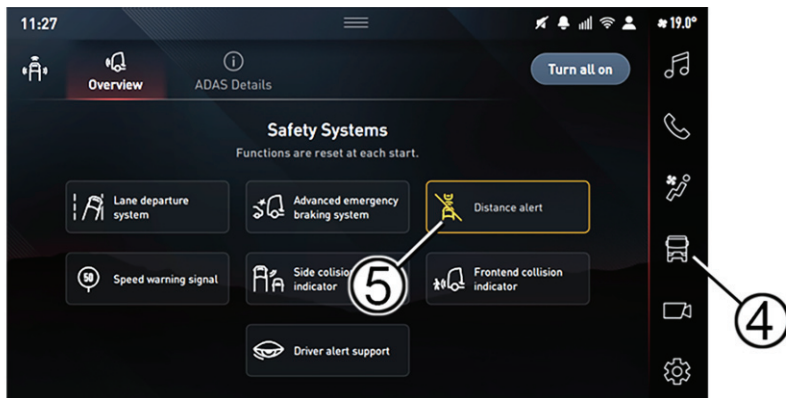 11:27
19.0°
Overview
ADAS Details
Turn all on
Safety Systems
Functions are reset at each start.
Lane departure
system
Advanced emergency
braking system
Distance alert
50
Speed warning signal
Side colision
indicator
Frontend collision
indicator
Driver alert support
5
4